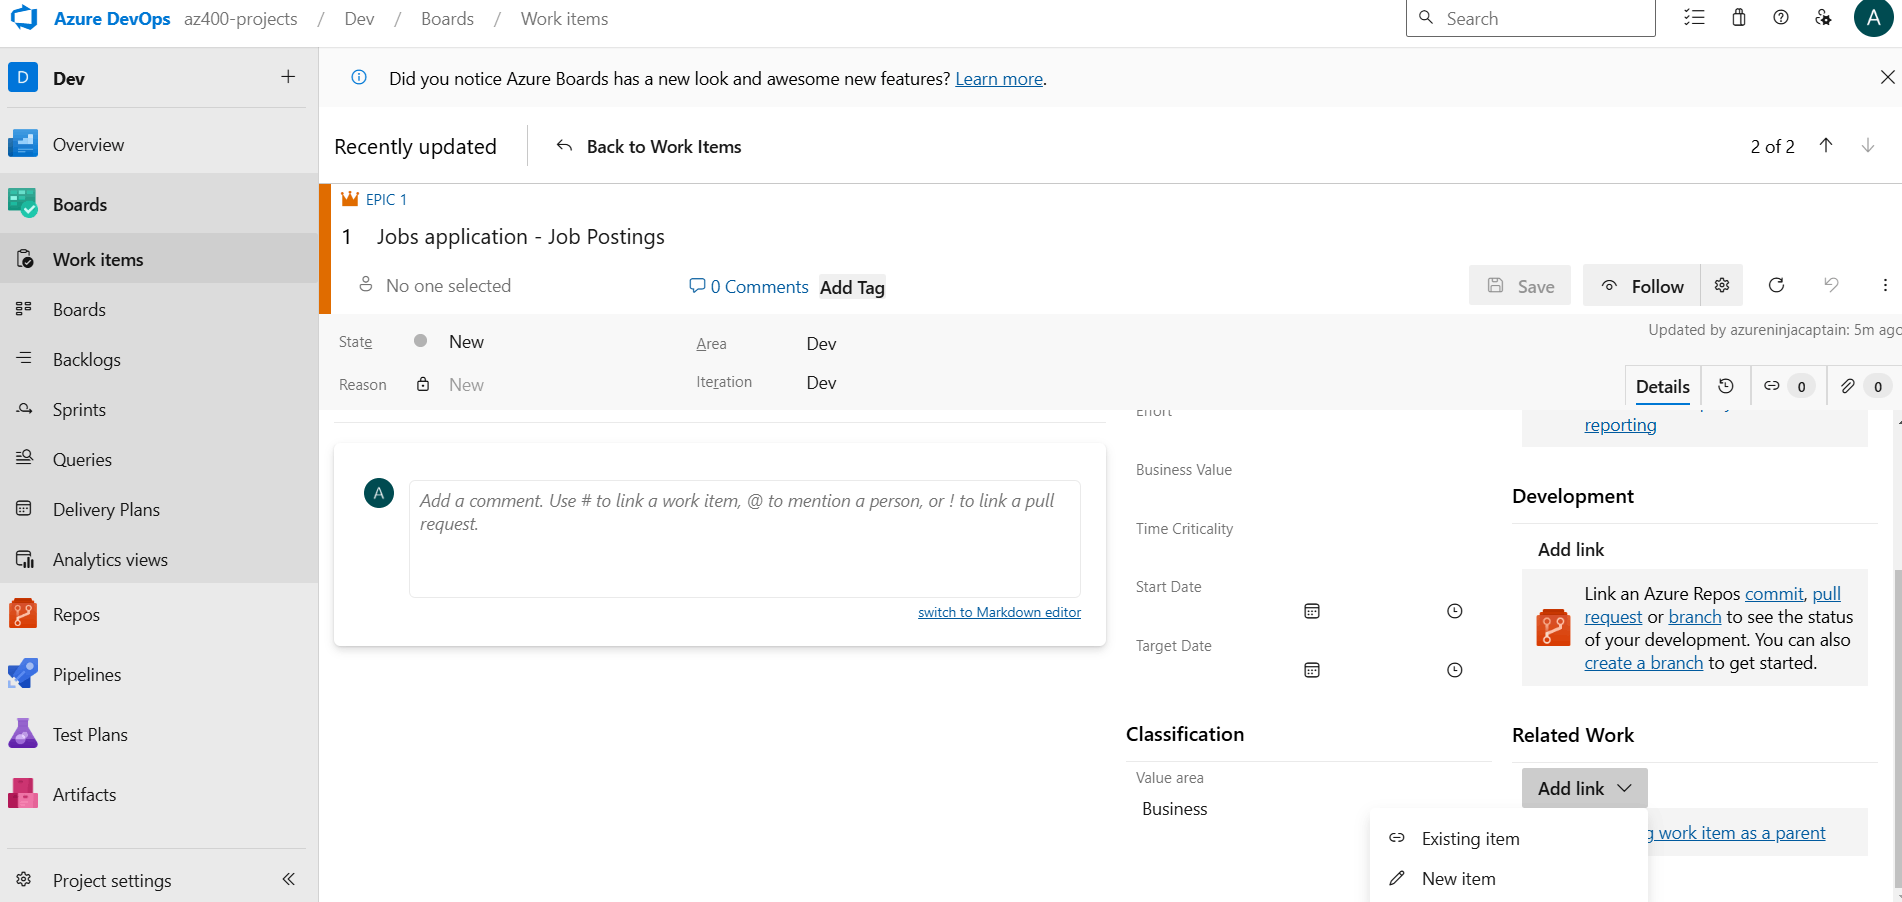 Azure DevOps az400-projects / Dev / Boards / Work items
Search
A
D Dev
Did you notice Azure Boards has a new look and awesome new features? Learn more.
Overview
Boards
Work items
Boards
Backlogs
Sprints
Queries
Delivery Plans
Analytics views
Repos
Pipelines
Test Plans
Artifacts
Project settings
Recently updated
Back to Work Items
2 of 2
EPIC 1
1 Jobs application - Job Postings
No one selected
0 Comments
Add Tag
Save
Follow
State
New
Area
Dev
Updated by azureninjacaptain: 5m ago
Reason
New
Iteration
Dev
Details
0
0
A
Add a comment. Use # to link a work item, @ to mention a person, or ! to link a pull
request.
switch to Markdown editor
Effort
Business Value
Time Criticality
Start Date
Target Date
Classification
Value area
Business
reporting
Development
Add link
Link an Azure Repos commit, pull
request or branch to see the status
of your development. You can also
create a branch to get started.
Related Work
Add link
work item as a parent
Existing item
New item